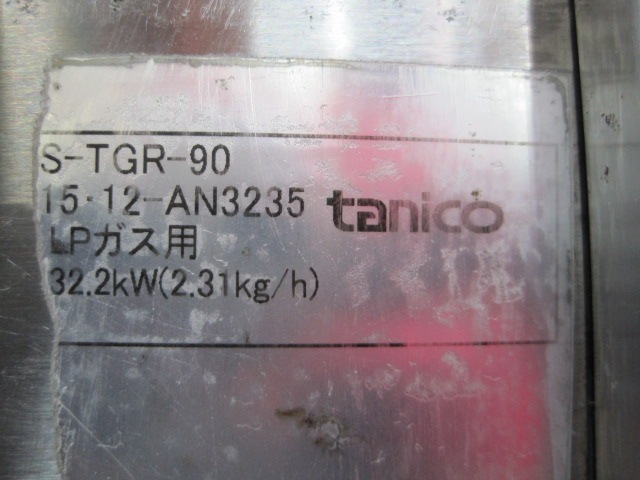 S-TGR-90
15・12-AN3235
tanico
LPガス用
32.2kW(2.31kg/h)